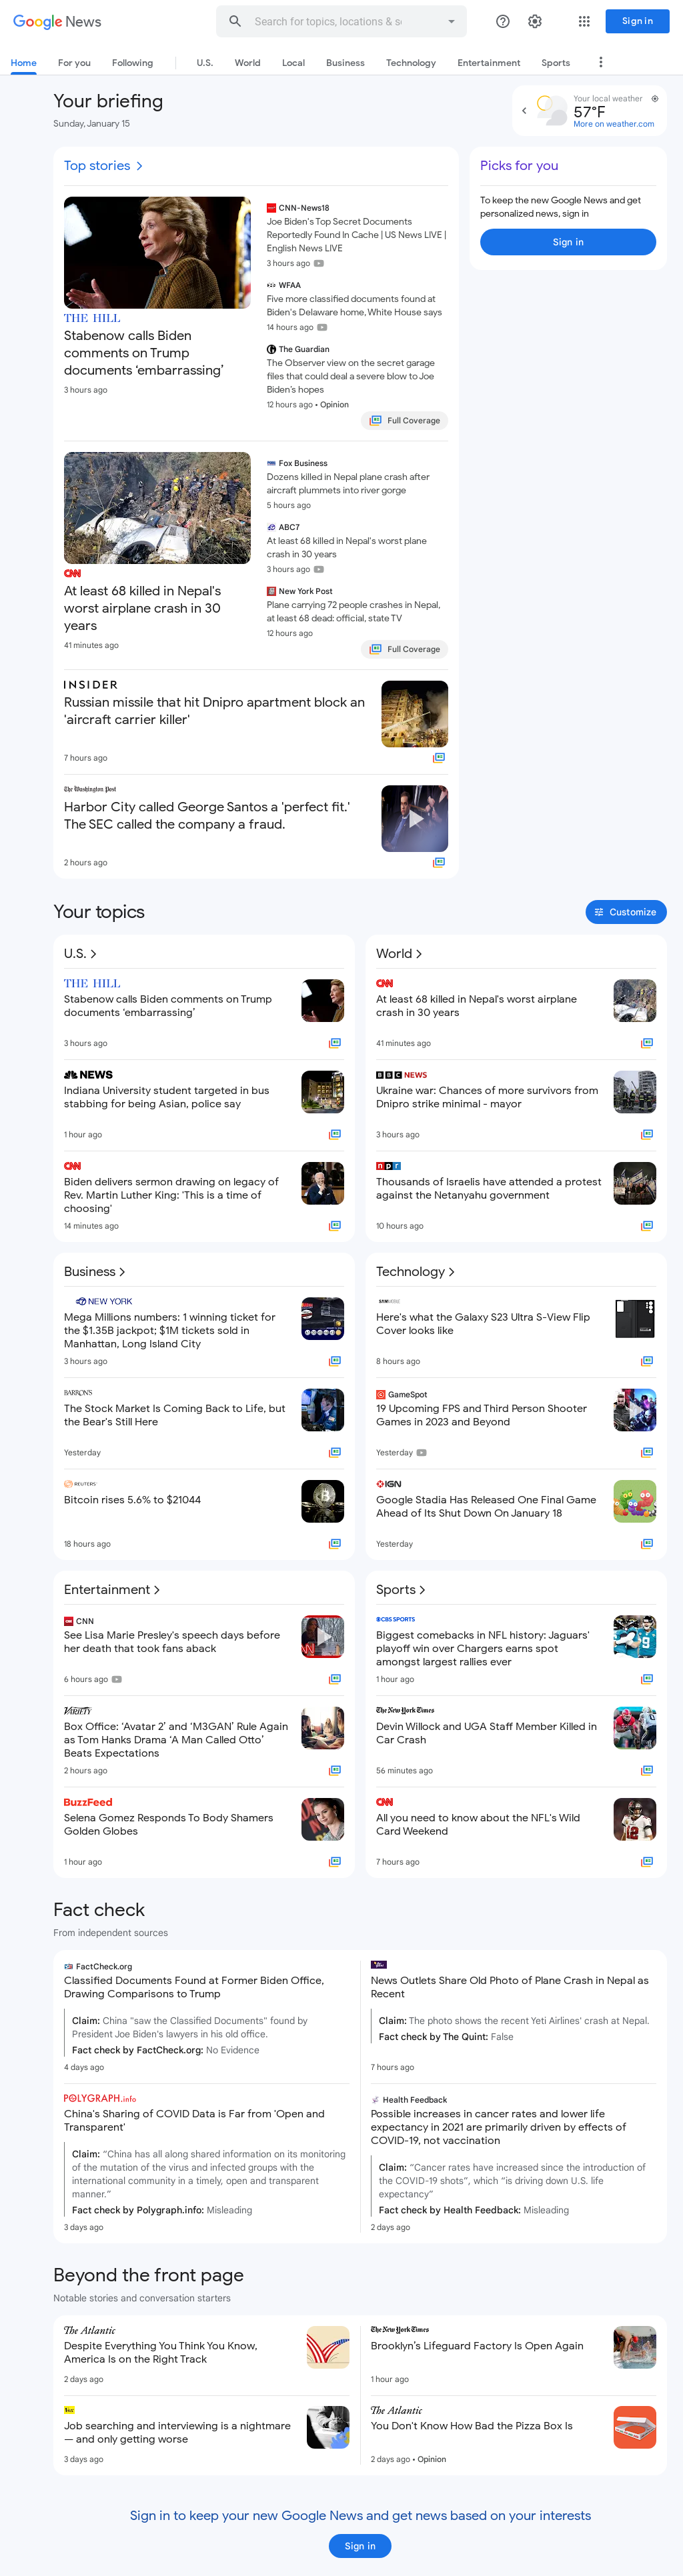 Google News
Search for topics, locations & sc
Sign in
Home
For you
Following
U.S.
World
Local
Business
Technology
Entertainment
Sports
Your briefing
Sunday, January 15
Your local weather
57°F
More on weather.com
Top stories
THE HILL
Stabenow calls Biden
comments on Trump
documents ‘embarrassing’
3 hours ago
CNN-News18
Joe Biden's Top Secret Documents
Reportedly Found In Cache | US News LIVE |
English News LIVE
3 hours ago
WFAA
Five more classified documents found at
Biden's Delaware home, White House says
14 hours ago
The Guardian
The Observer view on the secret garage
files that could deal a severe blow to Joe
Biden's hopes
12 hours ago • Opinion
Full Coverage
Picks for you
To keep the new Google News and get
personalized news, sign in
Sign in
CNN
At least 68 killed in Nepal's
worst airplane crash in 30
years
41 minutes ago
Fox Business
Dozens killed in Nepal plane crash after
aircraft plummets into river gorge
5 hours ago
ABC7
At least 68 killed in Nepal's worst plane
crash in 30 years
3 hours ago
New York Post
Plane carrying 72 people crashes in Nepal,
at least 68 dead: official, state TV
12 hours ago
Full Coverage
INSIDER
Russian missile that hit Dnipro apartment block an
'aircraft carrier killer'
7 hours ago
The Washington Post
Harbor City called George Santos a 'perfect fit.'
The SEC called the company a fraud.
2 hours ago
Your topics
Customize
U.S.
THE HILL
Stabenow calls Biden comments on Trump
documents ‘embarrassing’
3 hours ago
NEWS
Indiana University student targeted in bus
stabbing for being Asian, police say
1 hour ago
CNN
Biden delivers sermon drawing on legacy of
Rev. Martin Luther King: 'This is a time of
choosing'
14 minutes ago
World
CNN
At least 68 killed in Nepal's worst airplane
crash in 30 years
41 minutes ago
BBC NEWS
Ukraine war: Chances of more survivors from
Dnipro strike minimal - mayor
3 hours ago
npr
Thousands of Israelis have attended a protest
against the Netanyahu government
10 hours ago
Business
NEW YORK
Mega Millions numbers: 1 winning ticket for
the $1.35B jackpot; $1M tickets sold in
Manhattan, Long Island City
3 hours ago
BARRON'S
The Stock Market Is Coming Back to Life, but
the Bear's Still Here
Yesterday
REUTERS
Bitcoin rises 5.6% to $21044
18 hours ago
Technology
SAMMOBILE
Here's what the Galaxy S23 Ultra S-View Flip
Cover looks like
8 hours ago
GameSpot
19 Upcoming FPS and Third Person Shooter
Games in 2023 and Beyond
Yesterday
IGN
Google Stadia Has Released One Final Game
Ahead of Its Shut Down On January 18
Yesterday
Entertainment
CNN
See Lisa Marie Presley's speech days before
her death that took fans aback
6 hours ago
VARIETY
Box Office: ‘Avatar 2’ and ‘M3GAN’ Rule Again
as Tom Hanks Drama ‘A Man Called Otto’
Beats Expectations
2 hours ago
BuzzFeed
Selena Gomez Responds To Body Shamers
Golden Globes
1 hour ago
Sports
CBS SPORTS
Biggest comebacks in NFL history: Jaguars'
playoff win over Chargers earns spot
amongst largest rallies ever
1 hour ago
The New York Times
Devin Willock and UGA Staff Member Killed in
Car Crash
56 minutes ago
CNN
All you need to know about the NFL's Wild
Card Weekend
7 hours ago
Fact check
From independent sources
FactCheck.org
Classified Documents Found at Former Biden Office,
Drawing Comparisons to Trump
Claim: China "saw the Classified Documents" found by
President Joe Biden's lawyers in his old office.
Fact check by FactCheck.org: No Evidence
4 days ago
News Outlets Share Old Photo of Plane Crash in Nepal as
Recent
Claim: The photo shows the recent Yeti Airlines' crash at Nepal.
Fact check by The Quint: False
7 hours ago
POLYGRAPH.info
China's Sharing of COVID Data is Far from 'Open and
Transparent'
Claim: “China has all along shared information on its monitoring
of the mutation of the virus and infected groups with the
international community in a timely, open and transparent
manner.”
Fact check by Polygraph.info: Misleading
3 days ago
Health Feedback
Possible increases in cancer rates and lower life
expectancy in 2021 are primarily driven by effects of
COVID-19, not vaccination
Claim: “Cancer rates have increased since the introduction of
the COVID-19 shots”, which “is driving down U.S. life
expectancy”
Fact check by Health Feedback: Misleading
2 days ago
Beyond the front page
Notable stories and conversation starters
The Atlantic
Despite Everything You Think You Know,
America Is on the Right Track
2 days ago
The New York Times
Brooklyn's Lifeguard Factory Is Open Again
1 hour ago
Vox
Job searching and interviewing is a nightmare
— and only getting worse
3 days ago
The Atlantic
You Don't Know How Bad the Pizza Box Is
2 days ago • Opinion
Sign in to keep your new Google News and get news based on your interests
Sign in